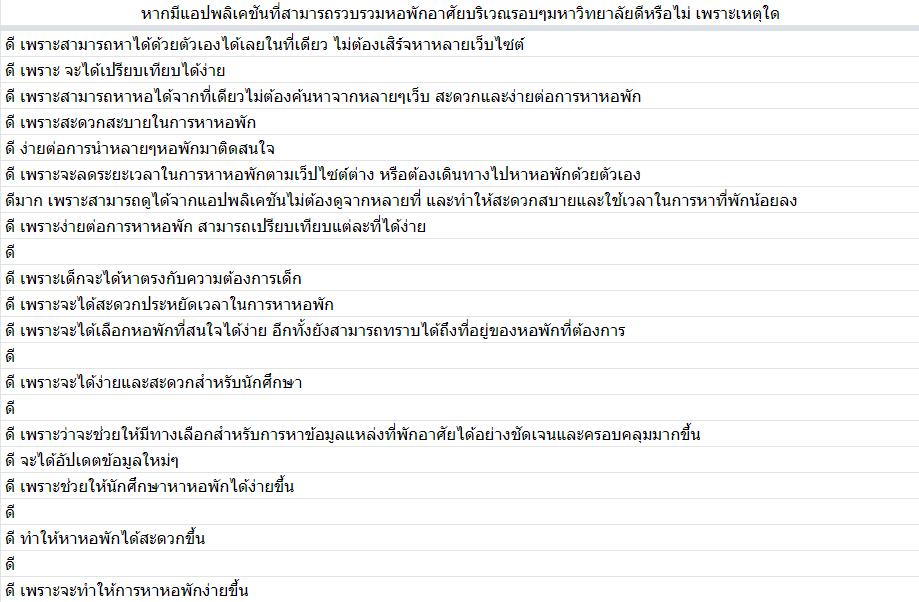 หากมีแอปพลิเคชันที่สามารถรวบรวมหอพักอาศัยบริเวณรอบๆมหาวิทยาลัยดีหรือไม่ เพราะเหตุใด
ดี เพราะสามารถหาได้ด้วยตัวเองได้เลยในที่เดียว ไม่ต้องเสิร์จหาหลายเว็บไซต์
ดี เพราะ จะได้เปรียบเทียบได้ง่าย
ดี เพราะสามารถหาหอได้จากที่เดียวไม่ต้องค้นหาจากหลายๆเว็บ สะดวกและง่ายต่อการหาหอพัก
ดี เพราะสะดวกสะบายในการหาหอพัก
ดี ง่ายต่อการนำหลายๆหอพักมาติดสนใจ
ดี เพราะจะลดระยะเวลาในการหาหอพักตามเว็ปไซต์ต่าง หรือต้องเดินทางไปหาหอพักด้วยตัวเอง
ดีมาก เพราะสามารถดูได้จากแอปพลิเคชันไม่ต้องดูจากหลายที่ และทำให้สะดวกสบายและใช้เวลาในการหาที่พักน้อยลง
ดี เพราะง่ายต่อการหาหอพัก สามารถเปรียบเทียบแต่ละที่ได้ง่าย
ดี
ดี เพราะเด็กจะได้หาตรงกับความต้องการเด็ก
ดี เพราะจะได้สะดวกประหยัดเวลาในการหาหอพัก
ดี เพราะจะได้เลือกหอพักที่สนใจได้ง่าย อีกทั้งยังสามารถทราบได้ถึงที่อยู่ของหอพักที่ต้องการ
ดี
ดี เพราะจะได้ง่ายและสะดวกสำหรับนักศึกษา
ดี
ดี เพราะว่าจะช่วยให้มีทางเลือกสำหรับการหาข้อมูลแหล่งที่พักอาศัยได้อย่างชัดเจนและครอบคลุมมากขึ้น
ดี จะได้อัปเดตข้อมูลใหม่ๆ
ดี เพราะช่วยให้นักศึกษาหาหอพักได้ง่ายขึ้น
ดี
ดี ทำให้หาหอพักได้สะดวกขึ้น
ดี
ดี เพราะจะทำให้การหาหอพักง่ายขึ้น